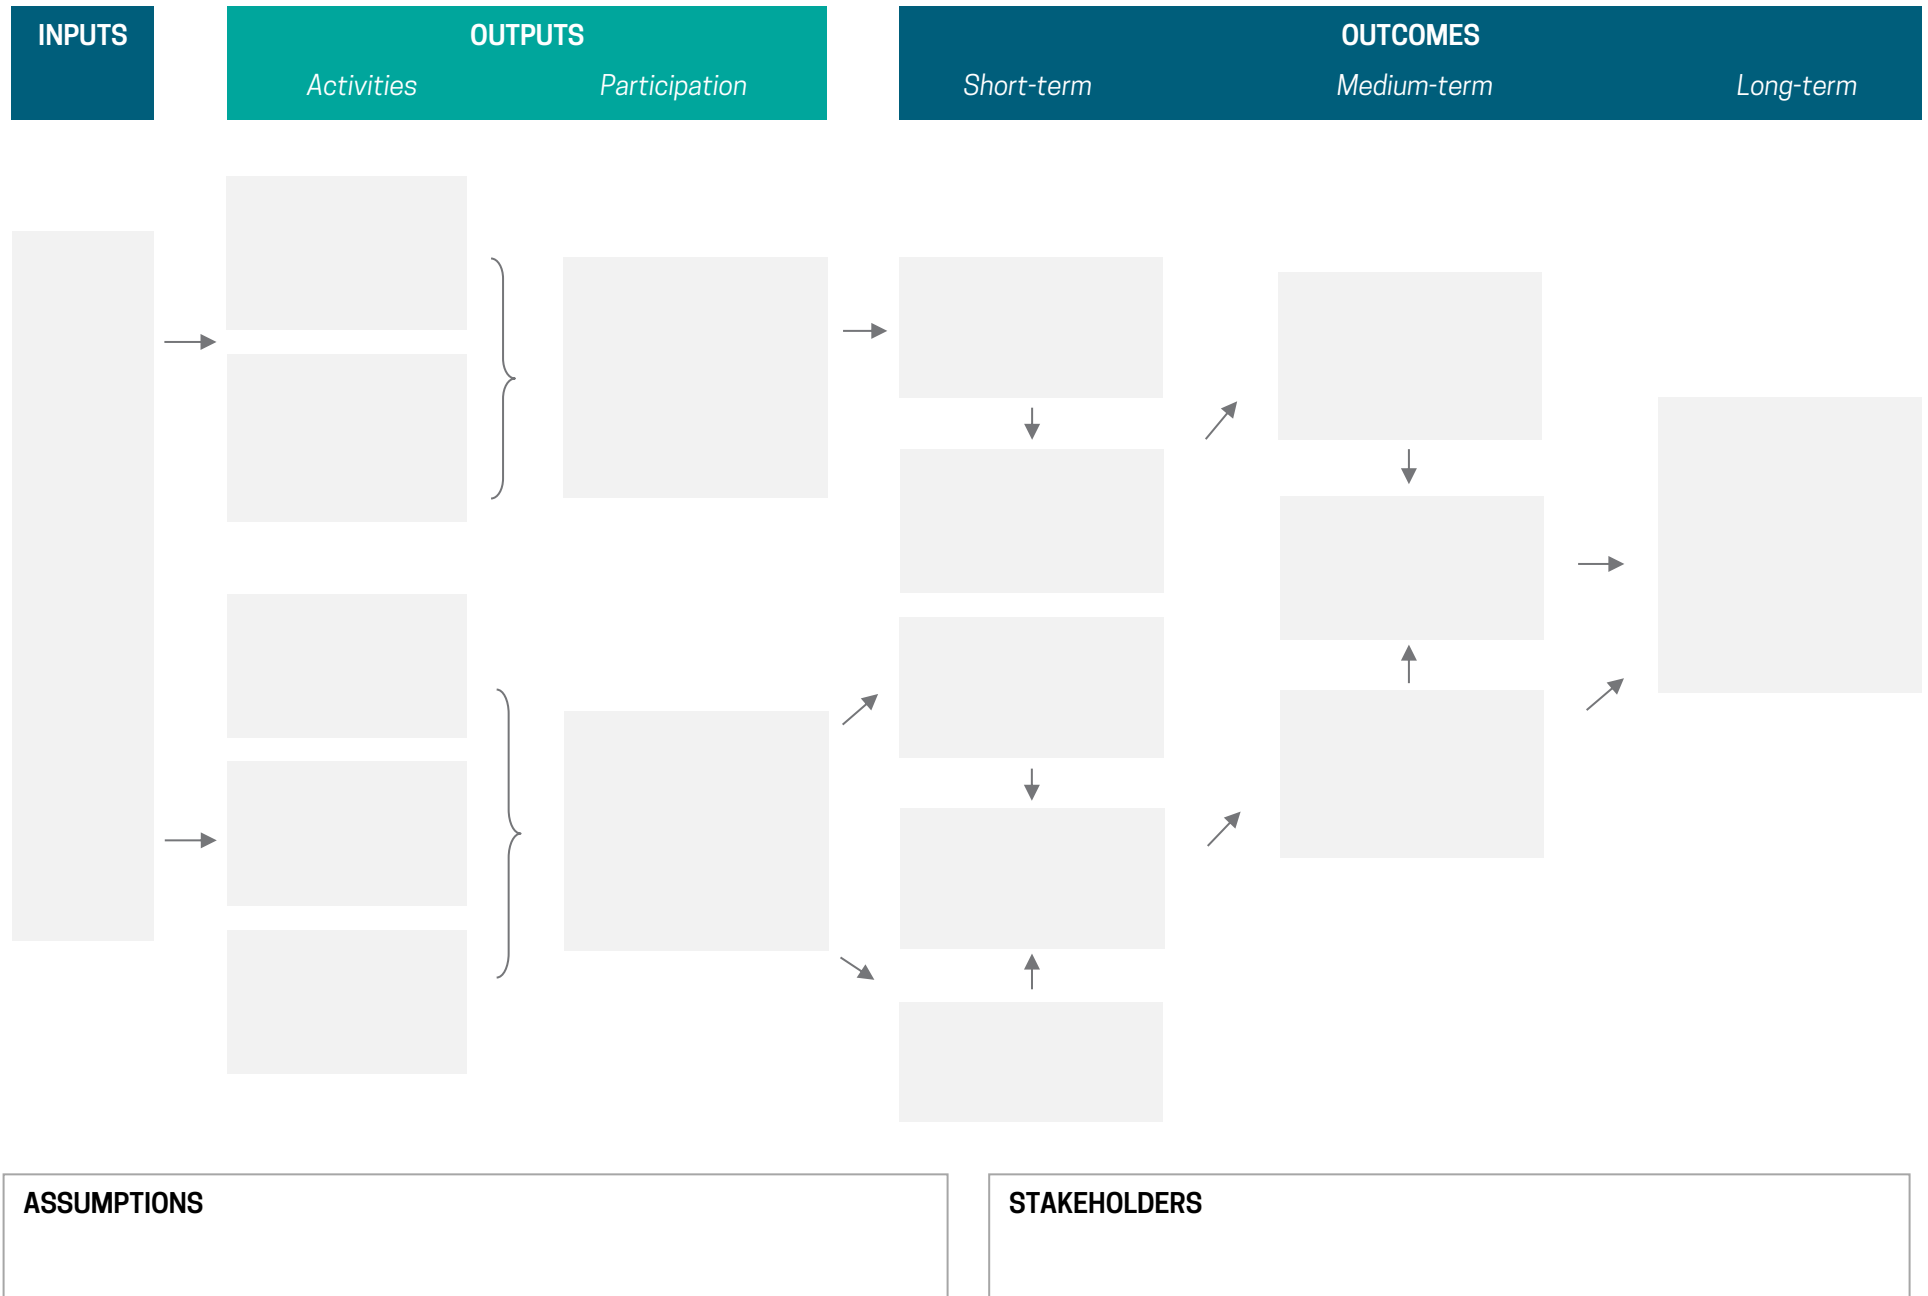 INPUTS
OUTPUTS
Activities
Participation
OUTCOMES
Short-term
Medium-term
Long-term
ASSUMPTIONS
STAKEHOLDERS